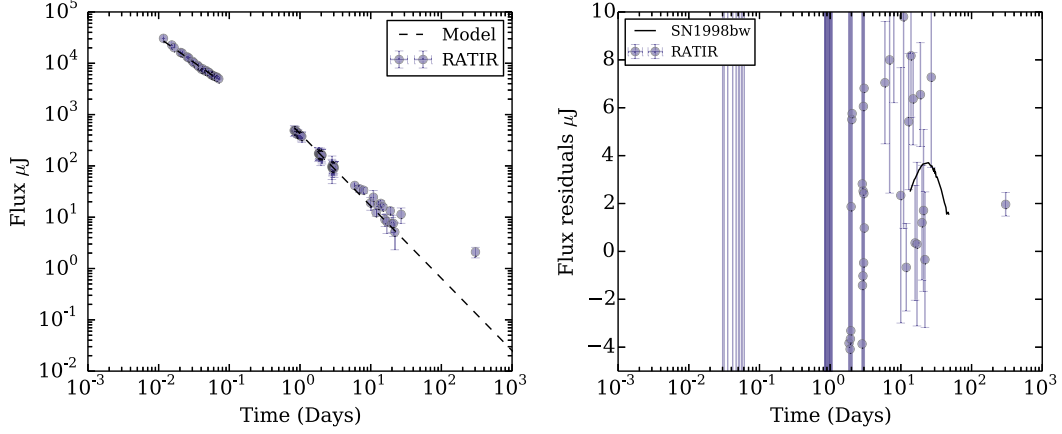 10^5
10^4
10^3
10^2
10^1
10^0
10^-1
10^-2
Flux μJ
Model
RATIR
10^-3 10^-2 10^-1 10^0 10^1 10^2 10^3
Time (Days)
10
8
6
4
2
0
−2
−4
Flux residuals μJ
SN1998bw
RATIR
10^-3 10^-2 10^-1 10^0 10^1 10^2 10^3
Time (Days)